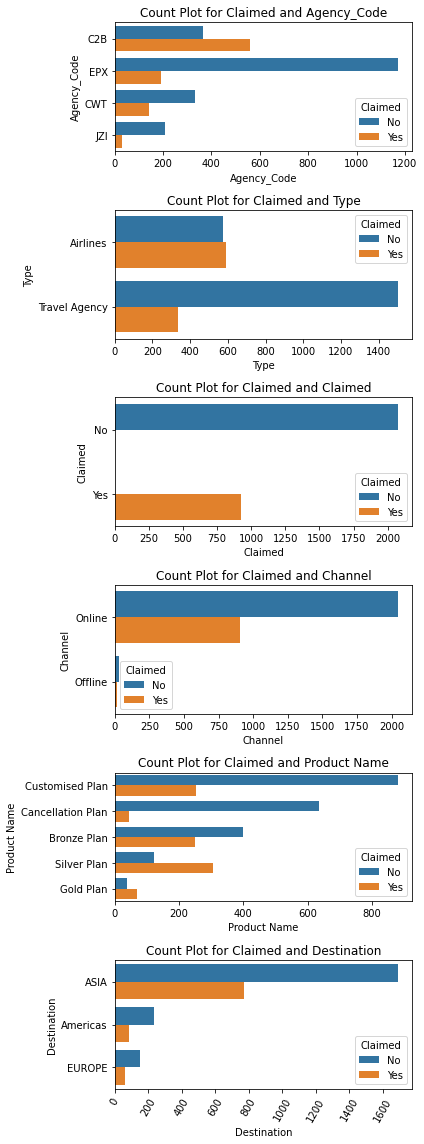 Count Plot for Claimed and Agency_Code
Agency_Code
C2B
EPX
CWT
JZI
Claimed
No
Yes
0 200 400 600 800 1000 1200
Agency_Code
Count Plot for Claimed and Type
Type
Airlines
Travel Agency
Claimed
No
Yes
0 200 400 600 800 1000 1200 1400
Type
Count Plot for Claimed and Claimed
Claimed
No
Yes
Claimed
No
Yes
0 250 500 750 1000 1250 1500 1750 2000
Claimed
Count Plot for Claimed and Channel
Channel
Online
Offline
Claimed
No
Yes
0 250 500 750 1000 1250 1500 1750 2000
Channel
Count Plot for Claimed and Product Name
Product Name
Customised Plan
Cancellation Plan
Bronze Plan
Silver Plan
Gold Plan
Claimed
No
Yes
0 200 400 600 800
Product Name
Count Plot for Claimed and Destination
Destination
ASIA
Americas
EUROPE
Claimed
No
Yes
0 200 400 600 800 1000 1200 1400 1600
Destination